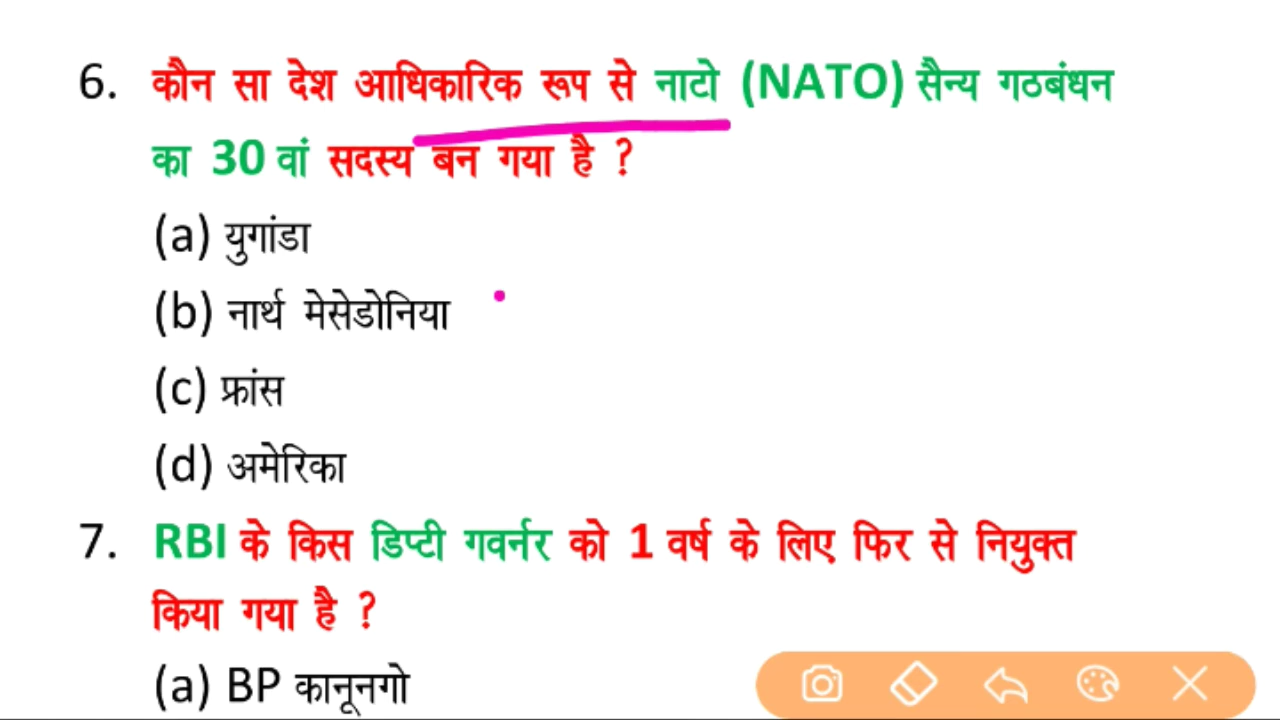 6. कौन सा देश आधिकारिक रूप से नाटो (NATO) सैन्य गठबंधन
का 30 वां सदस्य बन गया है ?
(a) युगांडा
(b) नार्थ मेसेडोनिया
(c) फ्रांस
(d) अमेरिका
7. RBI के किस डिप्टी गवर्नर को 1 वर्ष के लिए फिर से नियुक्त
किया गया है ?
(a) BP कानूनगो